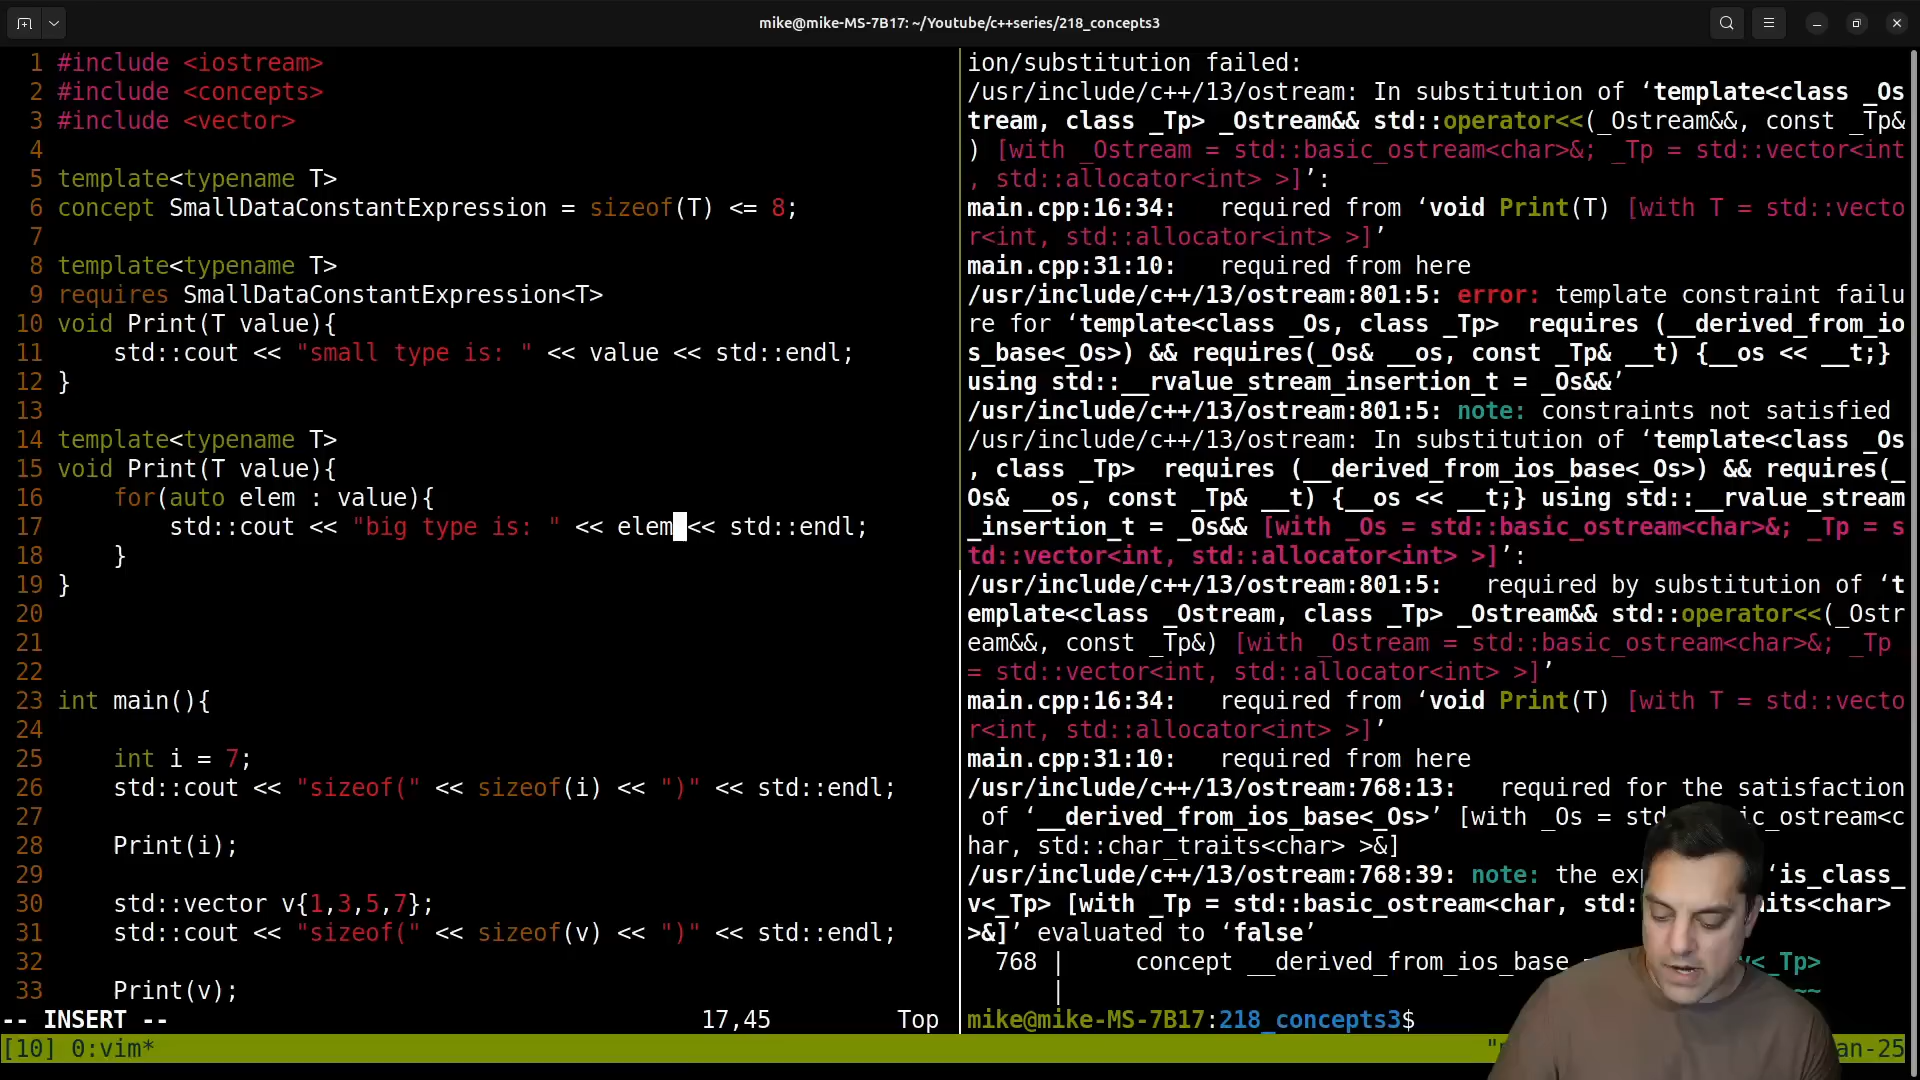 mike@mike-MS-7B17: ~/Youtube/c++series/218_concepts3
1 #include <iostream>
2 #include <concepts>
3 #include <vector>
4
5 template<typename T>
6 concept SmallDataConstantExpression = sizeof(T) <= 8;
7
8 template<typename T>
9 requires SmallDataConstantExpression<T>
10 void Print(T value){
11     std::cout << "small type is: " << value << std::endl;
12 }
13
14 template<typename T>
15 void Print(T value){
16     for(auto elem : value){
17         std::cout << "big type is: " << elem << std::endl;
18     }
19 }
20
21
22
23 int main(){
24
25     int i = 7;
26     std::cout << "sizeof(" << sizeof(i) << ")" << std::endl;
27
28     Print(i);
29
30     std::vector v{1,3,5,7};
31     std::cout << "sizeof(" << sizeof(v) << ")" << std::endl;
32
33     Print(v);
-- INSERT -- 17,45 Top
ion/substitution failed:
/usr/include/c++/13/ostream: In substitution of ‘template<class _Os
tream, class _Tp> _Ostream&& std::operator<<(_Ostream&&, const _Tp&
) [with _Ostream = std::basic_ostream<char>&; _Tp = std::vector<int
, std::allocator<int> >]’:
main.cpp:16:34:   required from ‘void Print(T) [with T = std::vecto
r<int, std::allocator<int> >]’
main.cpp:31:10:   required from here
/usr/include/c++/13/ostream:801:5: error: template constraint failu
re for ‘template<class _Os, class _Tp>  requires (__derived_from_io
s_base<_Os>) && requires(_Os& __os, const _Tp& __t) {__os << __t;}
using std::__rvalue_stream_insertion_t = _Os&&’
/usr/include/c++/13/ostream:801:5: note: constraints not satisfied
/usr/include/c++/13/ostream: In substitution of ‘template<class _Os
, class _Tp>  requires (__derived_from_ios_base<_Os>) && requires(_
Os& __os, const _Tp& __t) {__os << __t;} using std::__rvalue_stream
_insertion_t = _Os&& [with _Os = std::basic_ostream<char>&; _Tp = s
td::vector<int, std::allocator<int> >]’:
/usr/include/c++/13/ostream:801:5:   required by substitution of ‘t
emplate<class _Ostream, class _Tp> _Ostream&& std::operator<<(_Ostr
eam&&, const _Tp&) [with _Ostream = std::basic_ostream<char>&; _Tp
= std::vector<int, std::allocator<int> >]’
main.cpp:16:34:   required from ‘void Print(T) [with T = std::vecto
r<int, std::allocator<int> >]’
main.cpp:31:10:   required from here
/usr/include/c++/13/ostream:768:13:   required for the satisfaction
 of ‘__derived_from_ios_base<_Os>’ [with _Os = std ic_ostream<c
har, std::char_traits<char> >&]
/usr/include/c++/13/ostream:768:39: note: the ‘is_class_
v<_Tp> [with _Tp = std::basic_ostream<char, std: <char>
>&]’ evaluated to ‘false’
768 |     concept __derived_from_ios_base <_Tp>
|
mike@mike-MS-7B17:218_concepts3$
[10] 0:vim* an-25